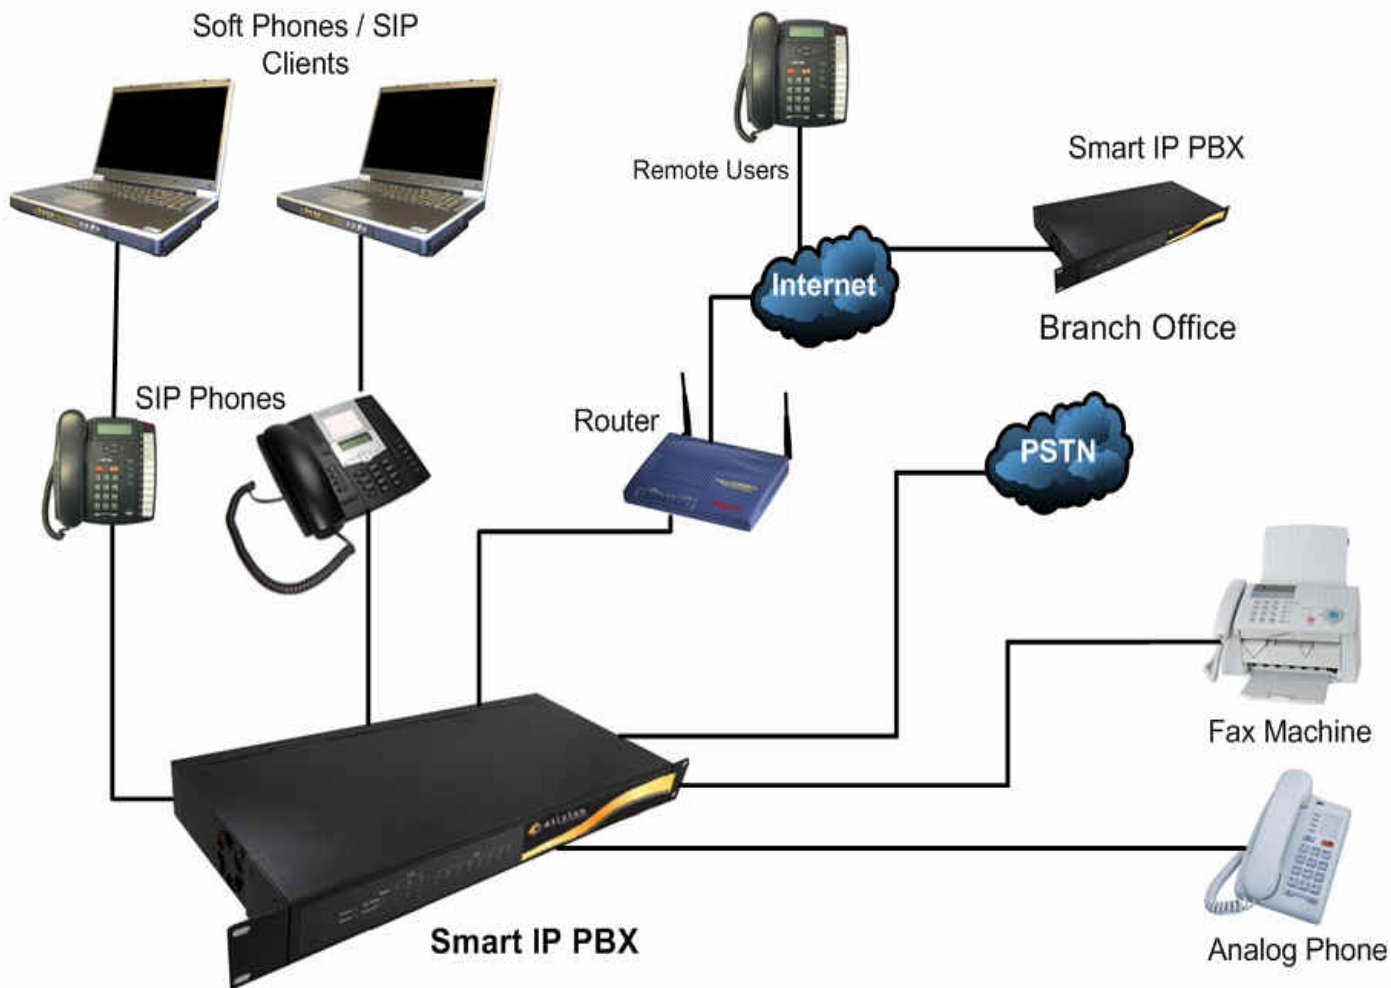 Soft Phones / SIP
Clients
Remote Users
Smart IP PBX
Internet
Branch Office
SIP Phones
Router
PSTN
Fax Machine
Smart IP PBX
Analog Phone